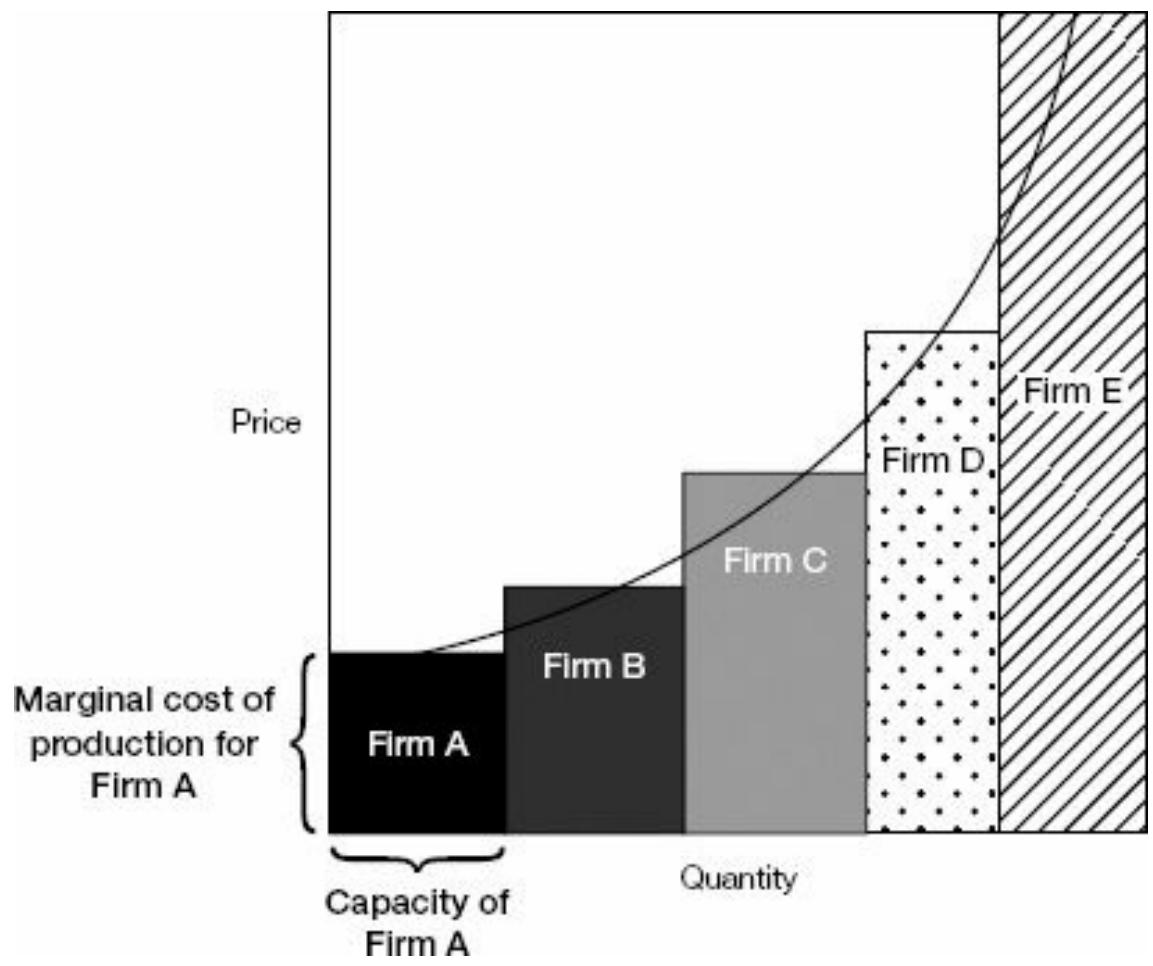 Price
Firm E
Firm D
Firm C
Firm B
Firm A
Marginal cost of
production for
Firm A
Quantity
Capacity of
Firm A